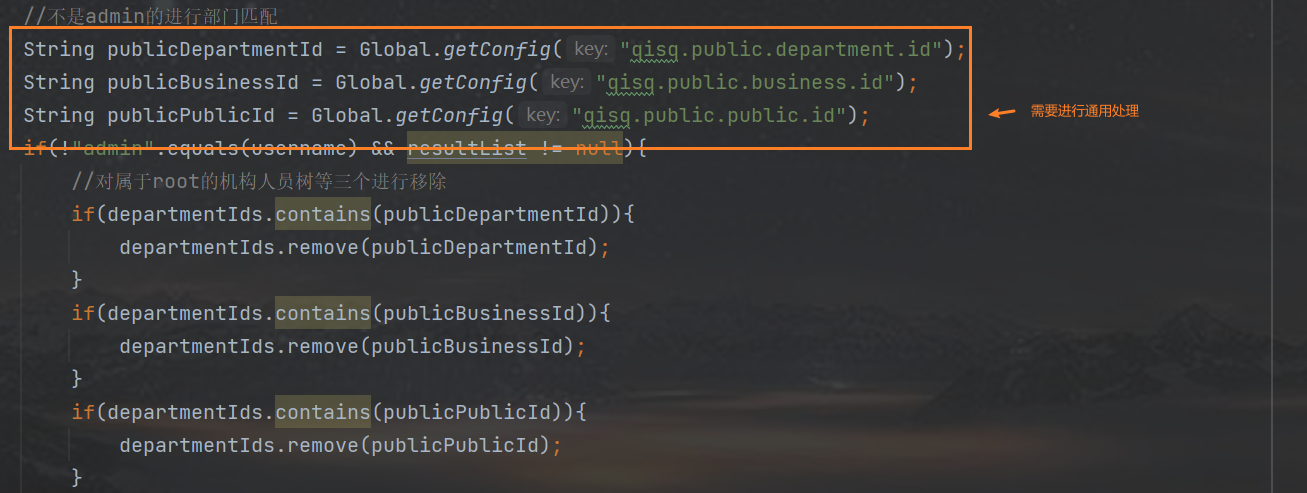 //不是admin的进行部门匹配
String publicDepartmentId = Global.getConfig( key: "qisq.public.department.id");
String publicBusinessId = Global.getConfig( key: "qisq.public.business.id");
String publicPublicId = Global.getConfig( key: "qisq.public.public.id");
需要进行通用处理
if(!"admin".equals(username) && resultList != null){
//对属于root的机构人员树等三个进行移除
if(departmentIds.contains(publicDepartmentId)){
departmentIds.remove(publicDepartmentId);
}
if(departmentIds.contains(publicBusinessId)){
departmentIds.remove(publicBusinessId);
}
if(departmentIds.contains(publicPublicId)){
departmentIds.remove(publicPublicId);
}